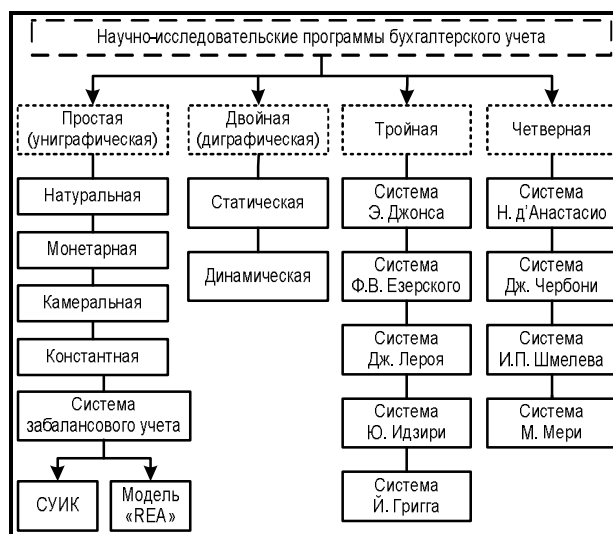 Научно-исследовательские программы бухгалтерского учета
Простая
(униграфическая)
Натуральная
Монетарная
Камеральная
Константная
Система
забалансового учета
СУИК
Модель
«REA»
Двойная
(диграфическая)
Статическая
Динамическая
Тройная
Система
Э. Джонса
Система
Ф.В. Езерского
Система
Дж. Лероя
Система
Ю. Идзири
Система
Й. Григга
Четверная
Система
Н. д'Анастасио
Система
Дж. Чербони
Система
И.П. Шмелева
Система
М. Мери